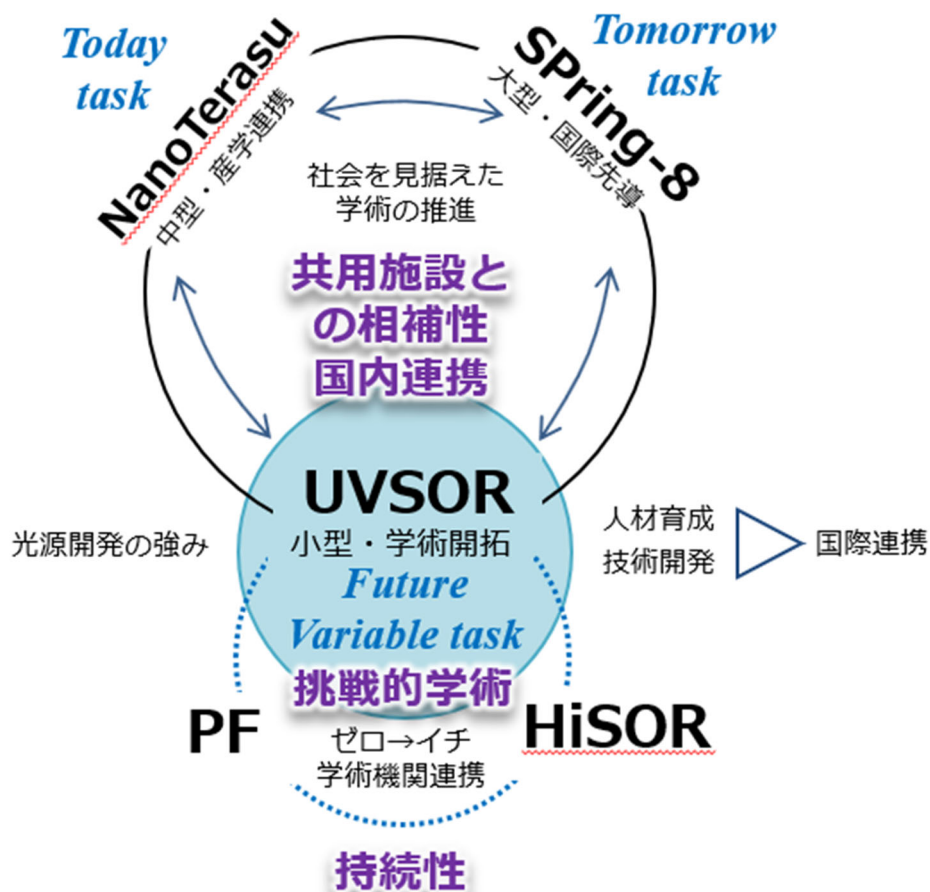 Today
task
NanoTerasu
中型・産学連携
Tomorrow
task
SPring-8
大型・国際先導
社会を見据えた
学術の推進
共用施設と
の相補性
国内連携
UVSOR
小型・学術開拓
Future
Variable task
挑戦的学術
光源開発の強み
人材育成
技術開発
国際連携
PF
HiSOR
ゼロ→イチ
学術機関連携
持続性